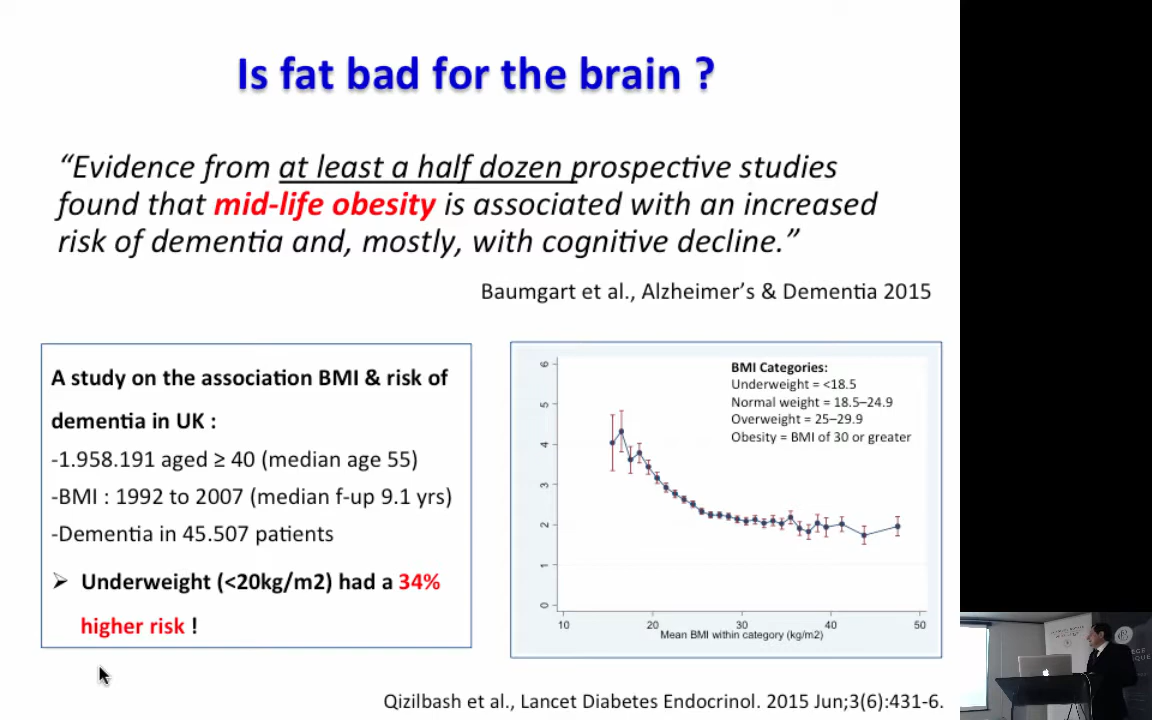 Is fat bad for the brain ?
“Evidence from at least a half dozen prospective studies
found that mid-life obesity is associated with an increased
risk of dementia and, mostly, with cognitive decline.”
Baumgart et al., Alzheimer’s & Dementia 2015
A study on the association BMI & risk of
dementia in UK :
-1.958.191 aged ≥ 40 (median age 55)
-BMI : 1992 to 2007 (median f-up 9.1 yrs)
-Dementia in 45.507 patients
➢ Underweight (<20kg/m2) had a 34%
higher risk !
BMI Categories:
Underweight = <18.5
Normal weight = 18.5–24.9
Overweight = 25–29.9
Obesity = BMI of 30 or greater
6
5
4
3
2
1
0
10 20 30 40 50
Mean BMI within category (kg/m2)
Qizilbash et al., Lancet Diabetes Endocrinol. 2015 Jun;3(6):431-6.